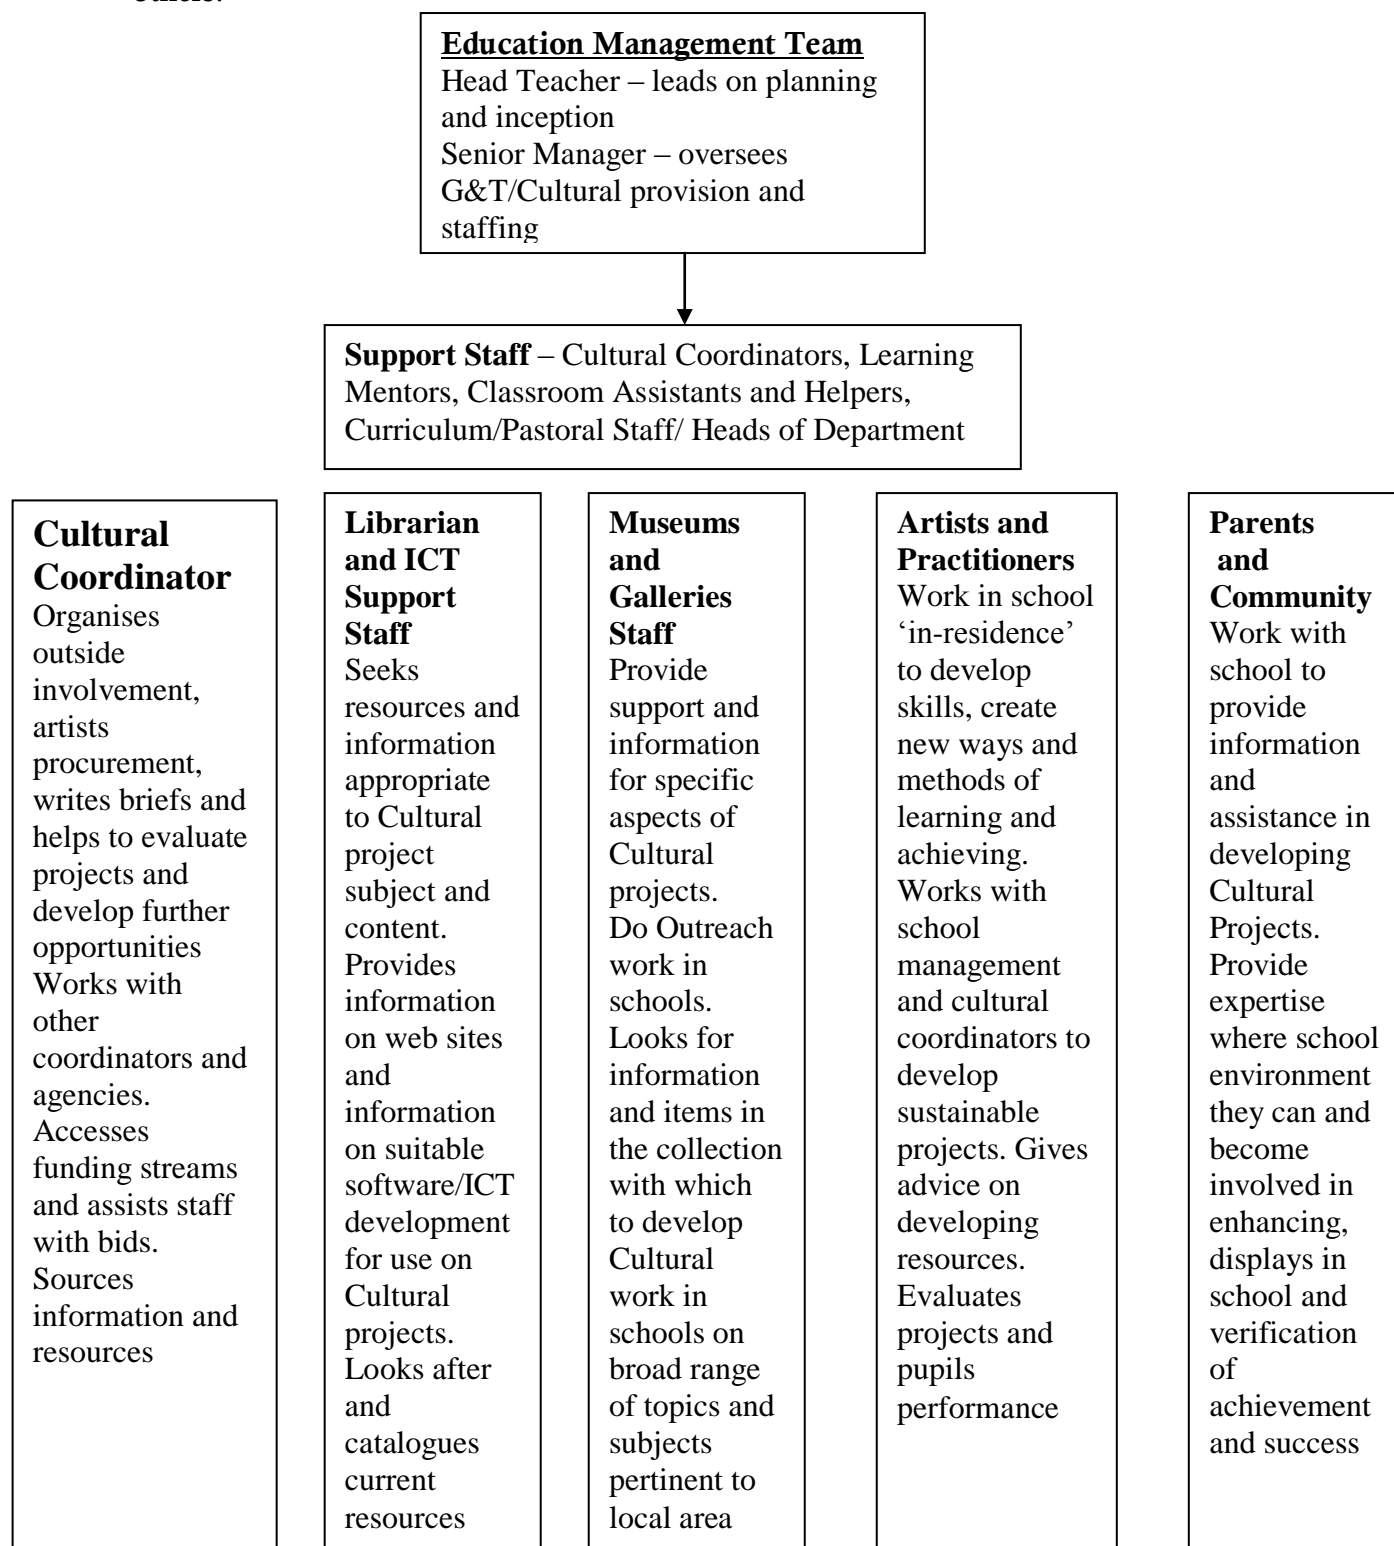 Education Management Team
Head Teacher – leads on planning
and inception
Senior Manager – oversees
G&T/Cultural provision and
staffing
Support Staff – Cultural Coordinators, Learning
Mentors, Classroom Assistants and Helpers,
Curriculum/Pastoral Staff/ Heads of Department
Cultural
Coordinator
Organises
outside
involvement,
artists
procurement,
writes briefs and
helps to evaluate
projects and
develop further
opportunities
Works with
other
coordinators and
agencies.
Accesses
funding streams
and assists staff
with bids.
Sources
information and
resources
Librarian
and ICT
Support
Staff
Seeks
resources and
information
appropriate
to Cultural
project
subject and
content.
Provides
information
on web sites
and
information
on suitable
software/ICT
development
for use on
Cultural
projects.
Looks after
and
catalogues
current
resources
Museums
and
Galleries
Staff
Provide
support and
information
for specific
aspects of
Cultural
projects.
Do Outreach
work in
schools.
Looks for
information
and items in
the collection
with which
to develop
Cultural
work in
schools on
broad range
of topics and
subjects
pertinent to
local area
Artists and
Practitioners
Work in school
‘in-residence’
to develop
skills, create
new ways and
methods of
learning and
achieving.
Works with
school
management
and cultural
coordinators to
develop
sustainable
projects. Gives
advice on
developing
resources.
Evaluates
projects and
pupils
performance
Parents
and
Community
Work with
school to
provide
information
and
assistance in
developing
Cultural
Projects.
Provide
expertise
where school
environment
they can and
become
involved in
enhancing,
displays in
school and
verification
of
achievement
and success